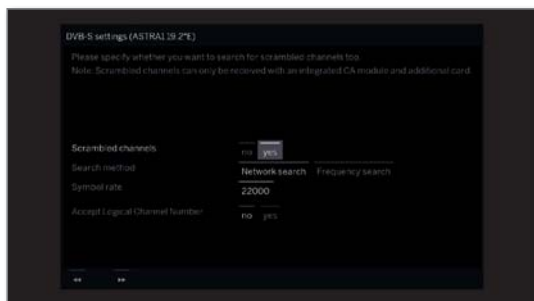 DVB-S settings (ASTRA1 19.2°E)
Please specify whether you want to search for scrambled channels too.
Note: Scrambled channels can only be received with an integrated CA module and additional card.
Scrambled channels no yes
Search method Network search Frequency search
Symbol rate 22000
Accept Logical Channel Number no yes